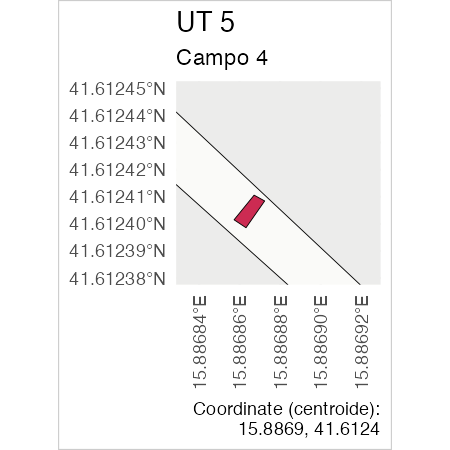 UT 5
Campo 4
41.61245°N
41.61244°N
41.61243°N
41.61242°N
41.61241°N
41.61240°N
41.61239°N
41.61238°N
15.88684°E
15.88686°E
15.88688°E
15.88690°E
15.88692°E
Coordinate (centroide):
15.8869, 41.6124